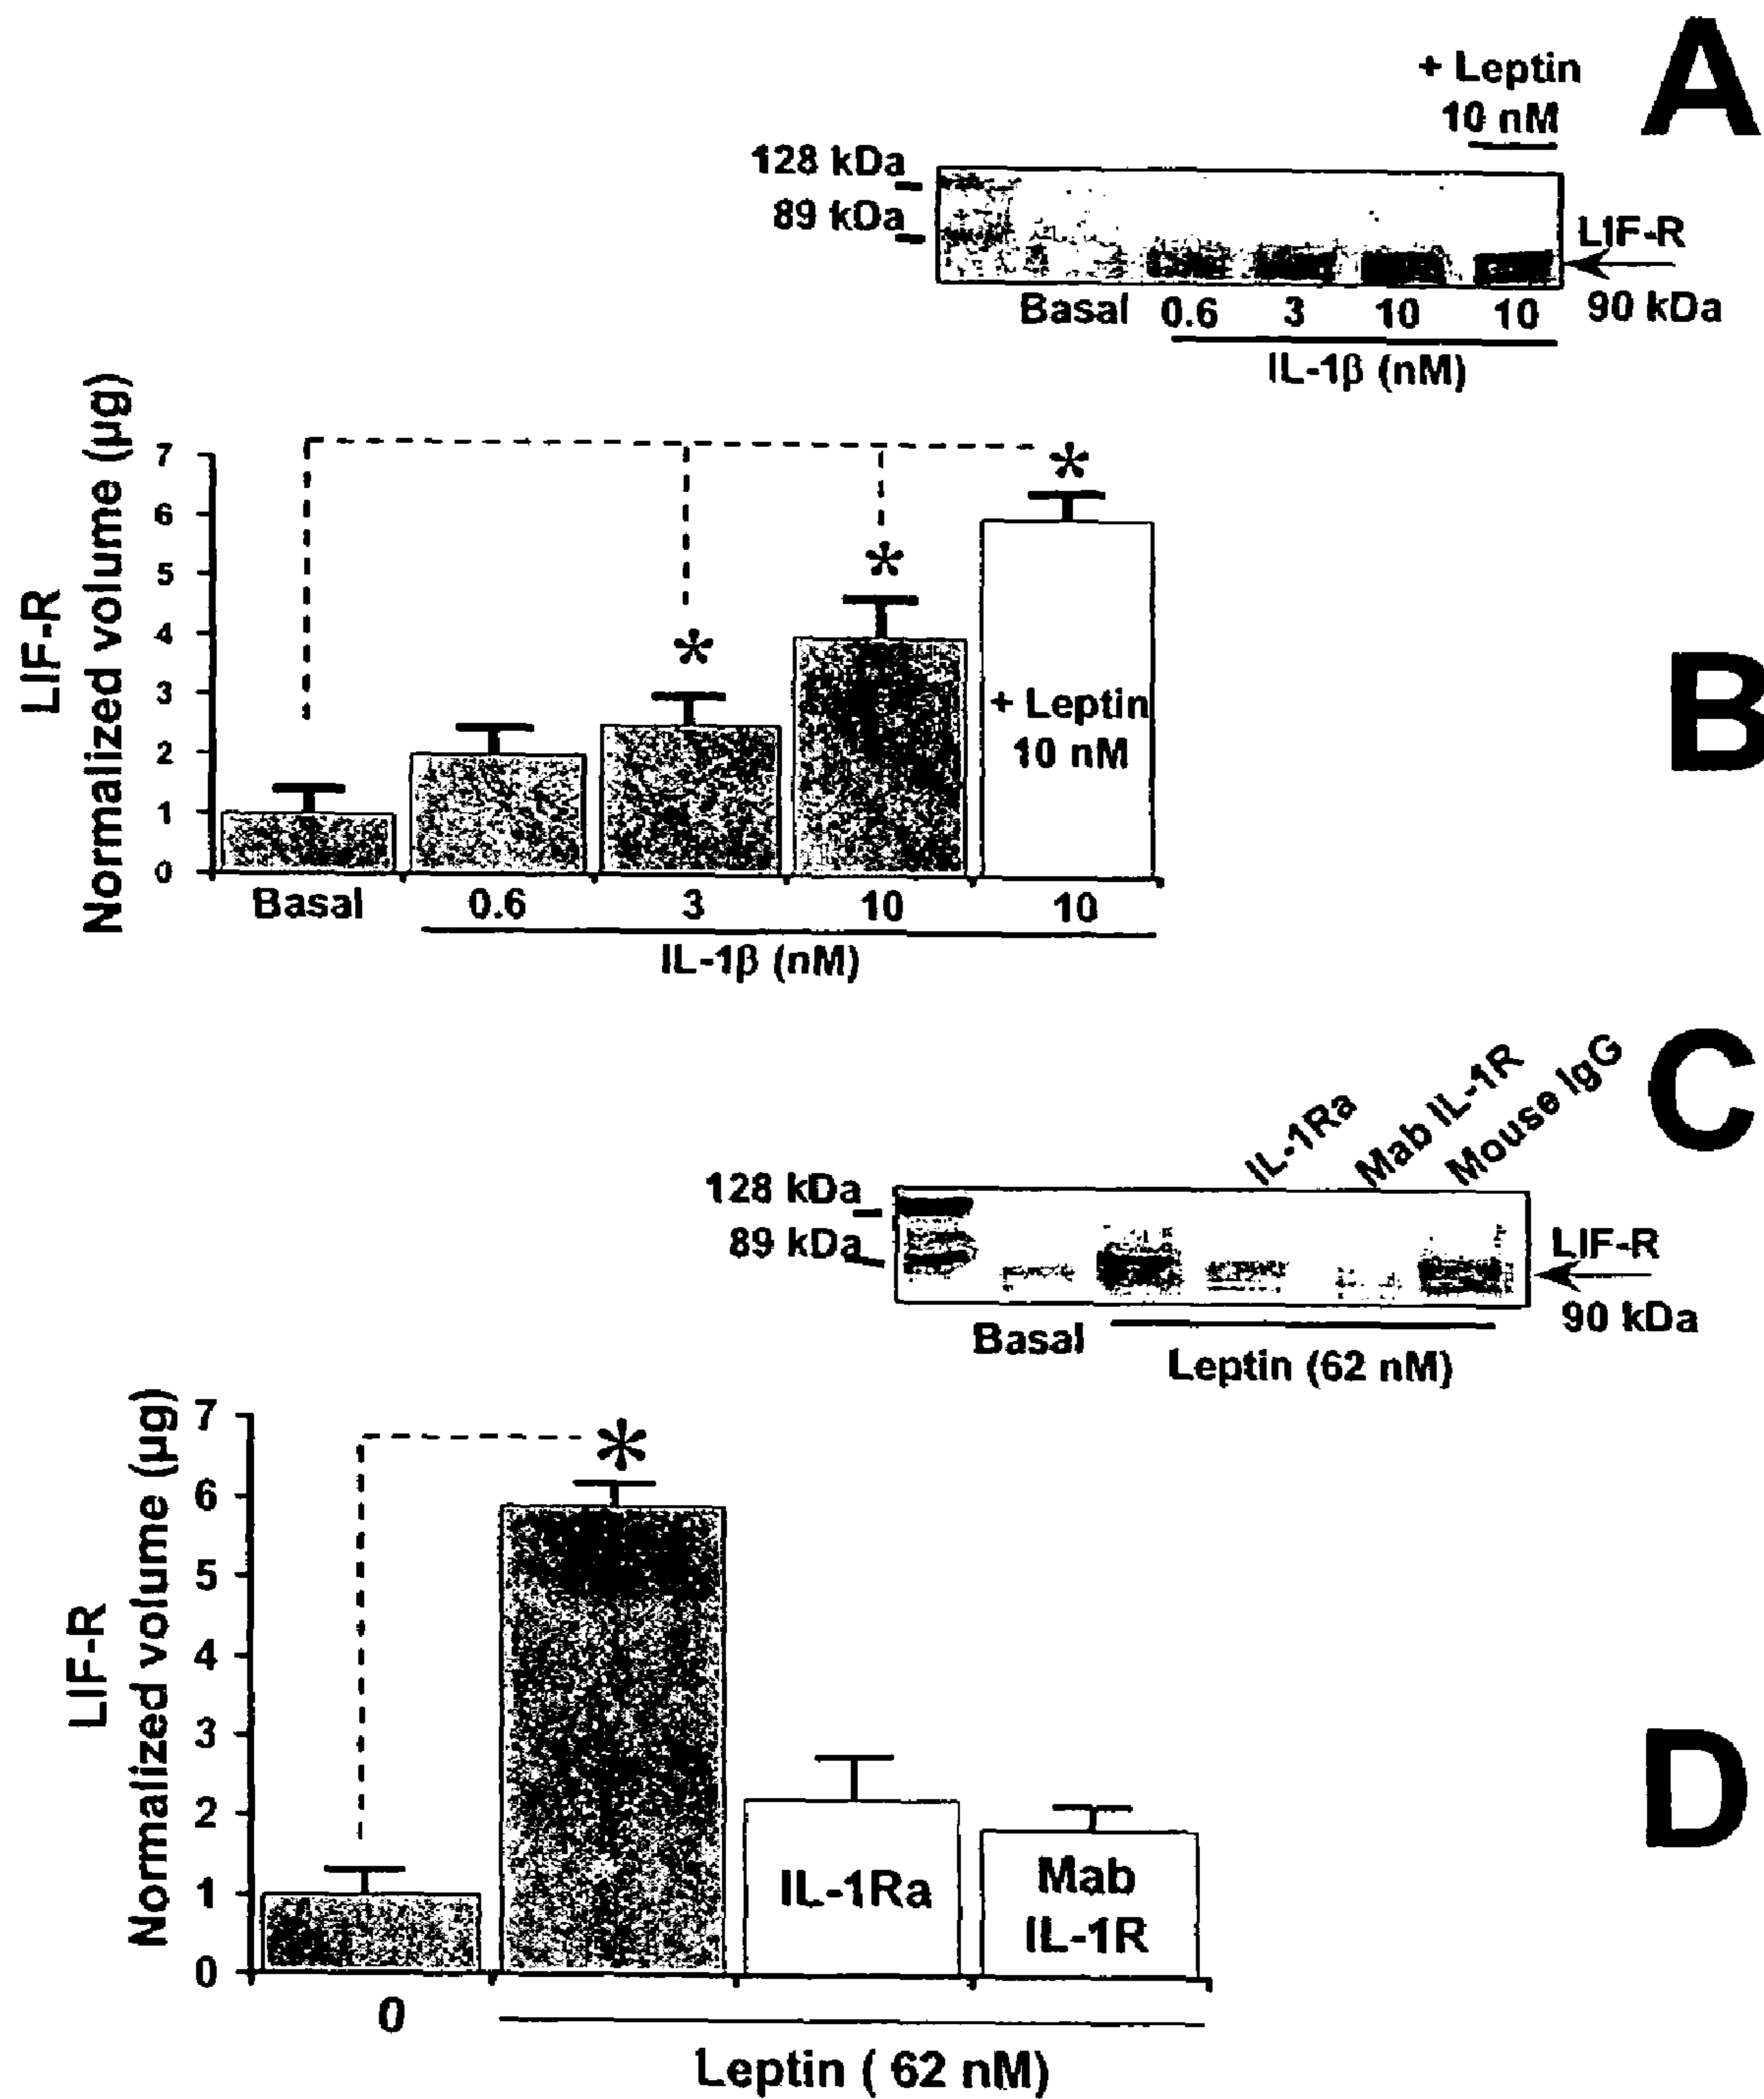 A
+ Leptin
10 nM
128 kDa
89 kDa
LIF-R
90 kDa
Basal 0.6 3 10 10
IL-1β (nM)
B
LIF-R
Normalized volume (µg)
7
6
5
4
3
2
1
0
*
*
*
+ Leptin
10 nM
Basal 0.6 3 10 10
IL-1β (nM)
C
IL-1Ra
Mab IL-1R
Mouse IgG
128 kDa
89 kDa
LIF-R
90 kDa
Basal
Leptin (62 nM)
D
LIF-R
Normalized volume (µg)
7
6
5
4
3
2
1
0
*
IL-1Ra
Mab
IL-1R
0
Leptin ( 62 nM)